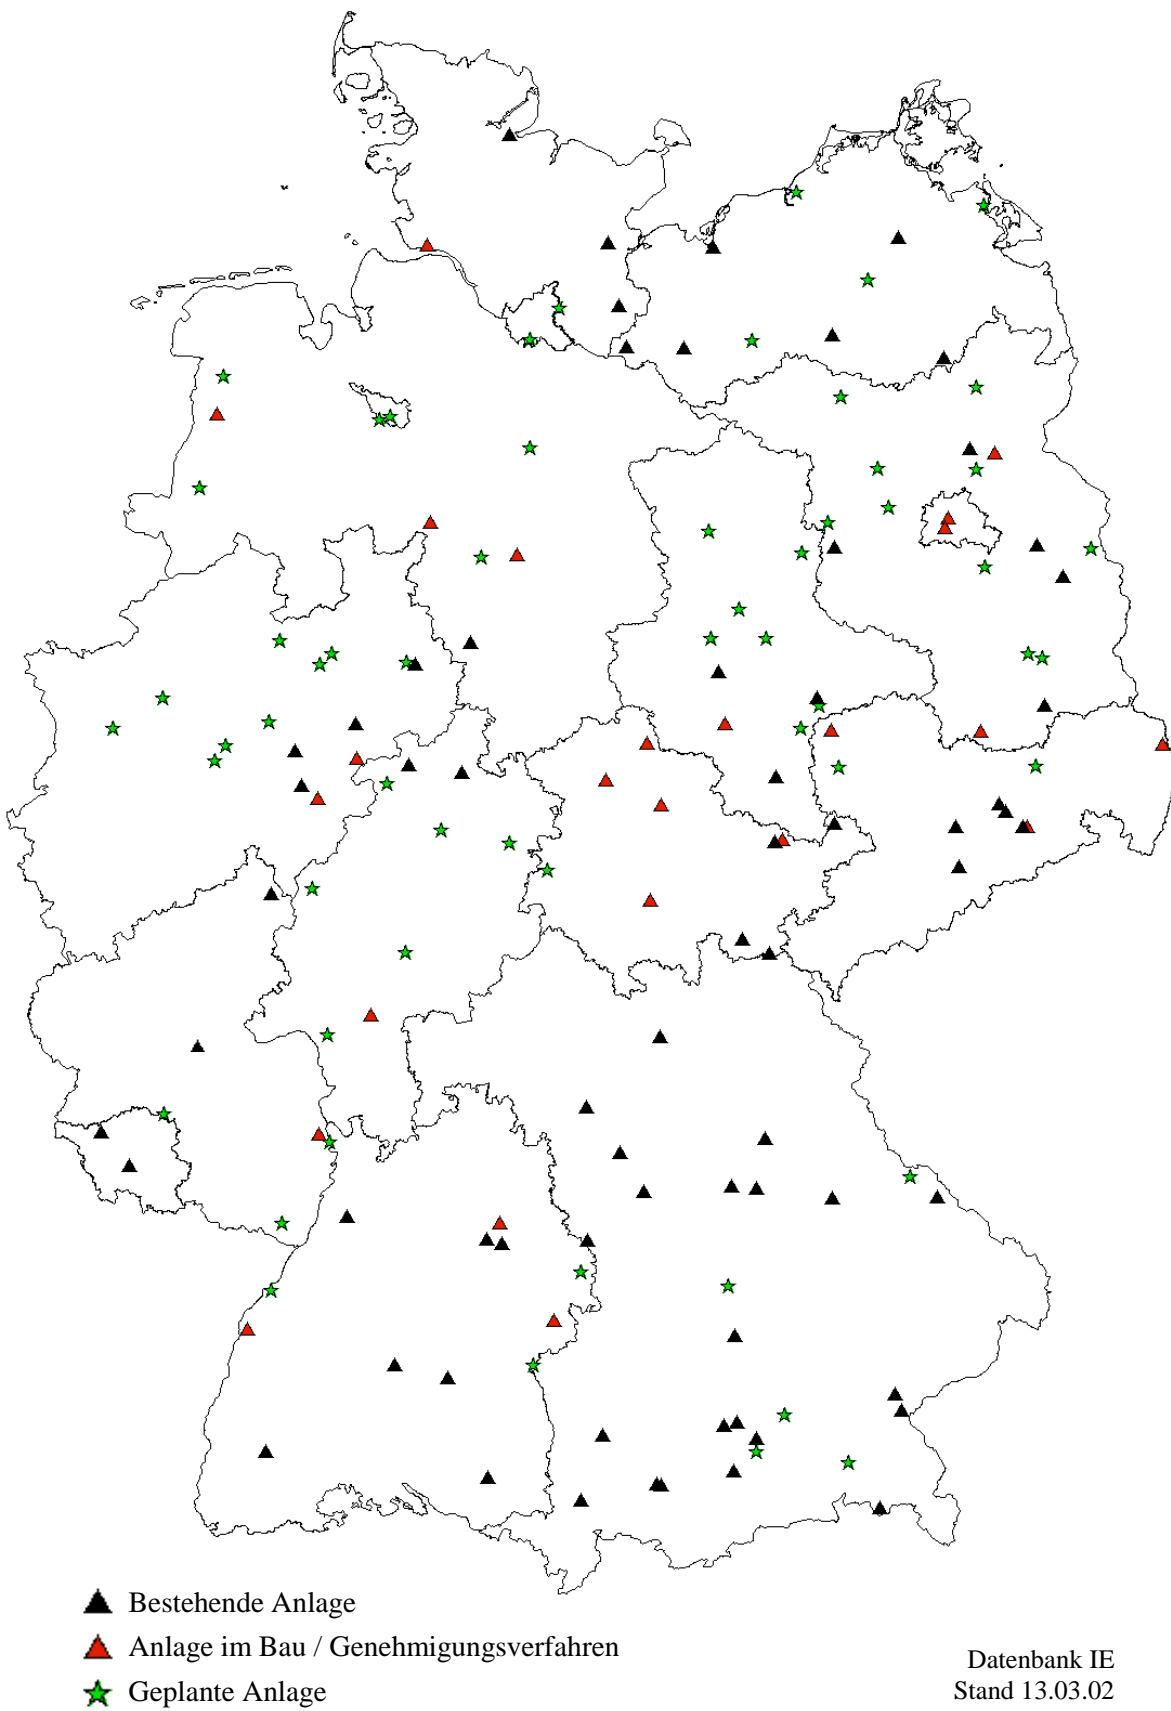 Bestehende Anlage
Anlage im Bau / Genehmigungsverfahren
Geplante Anlage
Datenbank IE
Stand 13.03.02